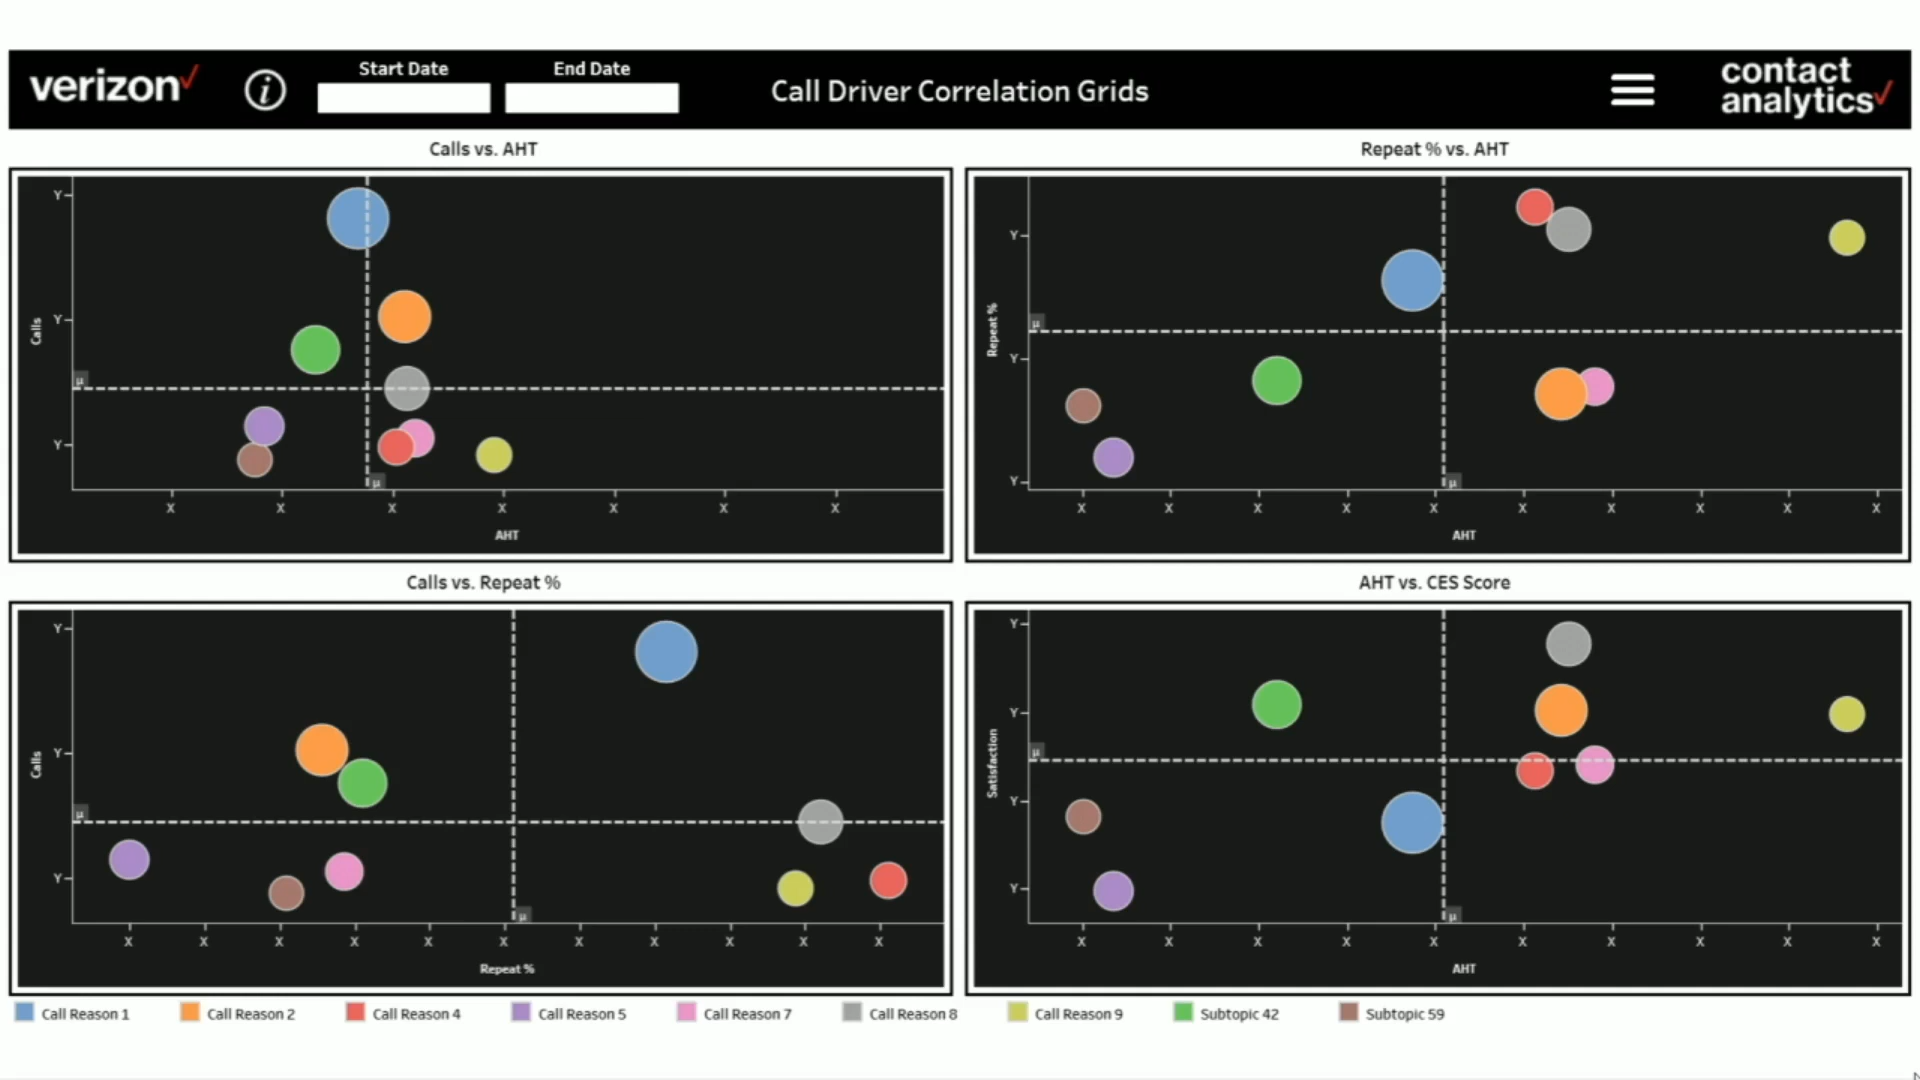 verizon
i
Start Date
End Date
Call Driver Correlation Grids
contact
analytics
Calls vs. AHT
Y
Y
Y
Calls
μ
μ
X X X X X X X
AHT
Repeat % vs. AHT
Y
Y
Y
Repeat %
μ
μ
X X X X X X X X X X
AHT
Calls vs. Repeat %
Y
Y
Y
Calls
μ
μ
X X X X X X X X X X X
Repeat %
AHT vs. CES Score
Y
Y
Y
Y
Satisfaction
μ
μ
X X X X X X X X X X
AHT
Call Reason 1 Call Reason 2 Call Reason 4 Call Reason 5 Call Reason 7 Call Reason 8 Call Reason 9 Subtopic 42 Subtopic 59